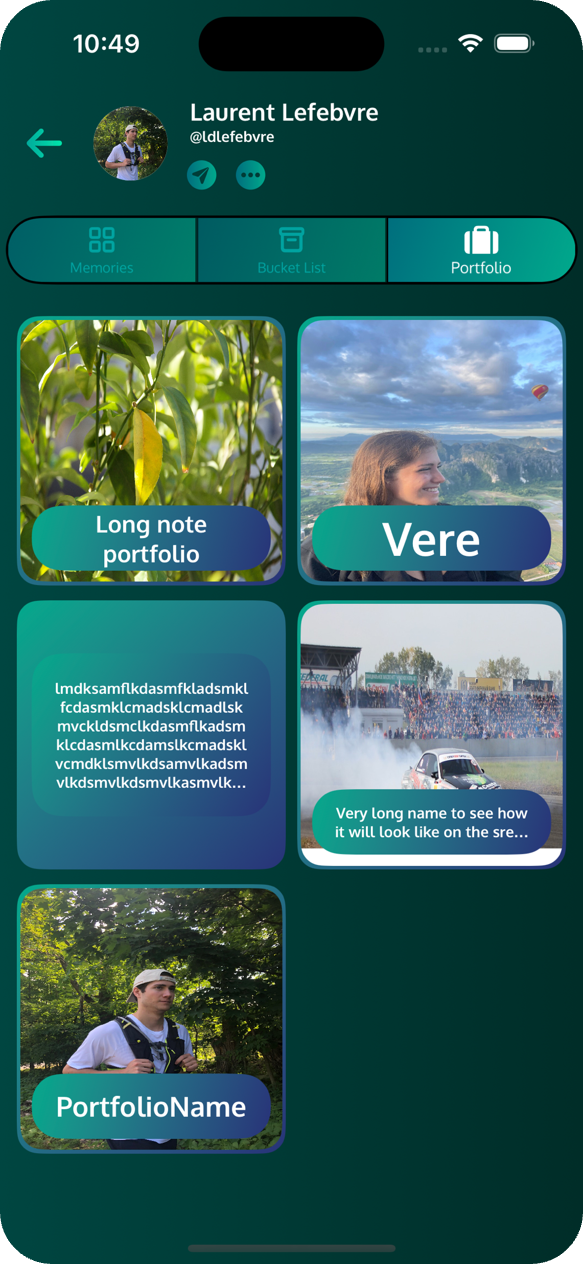 10:49
Laurent Lefebvre
@ldlefebvre
Memories
Bucket List
Portfolio
Long note
portfolio
Vere
lmdksamflkdasmfkladsmkl
fcdasmklcmadsklcmadlsk
mvckldsmclkdasmflkadsm
klcdasmlkcdamslkcmadskl
vcmdklsmvlkdsamvlkadsm
vlkdsmvlkdsmvlkasmvlk...
Very long name to see how
it will look like on the sre...
PortfolioName